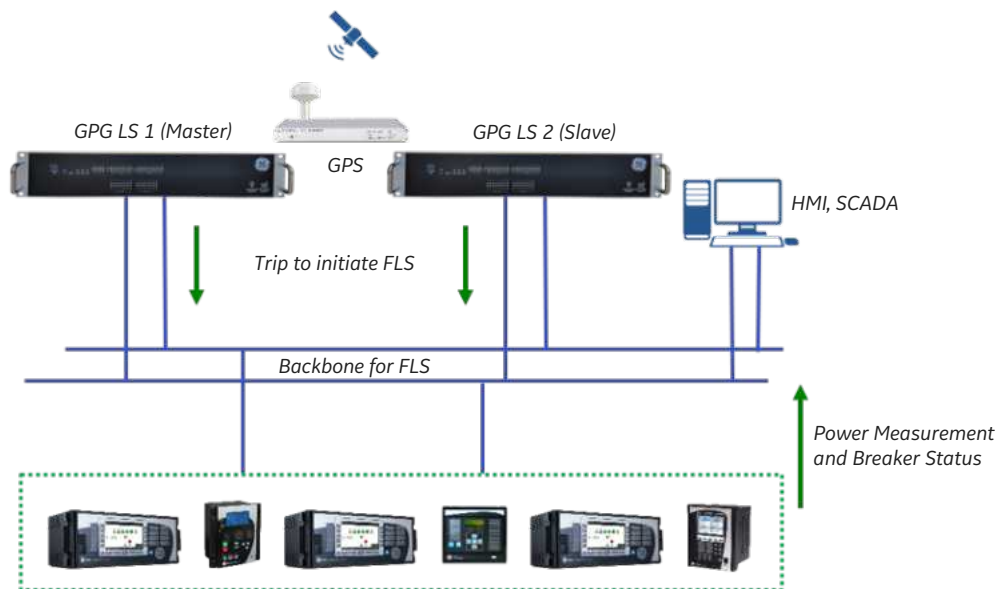 GPG LS 1 (Master)
GPG LS 2 (Slave)
GPS
HMI, SCADA
Trip to initiate FLS
Backbone for FLS
Power Measurement
and Breaker Status